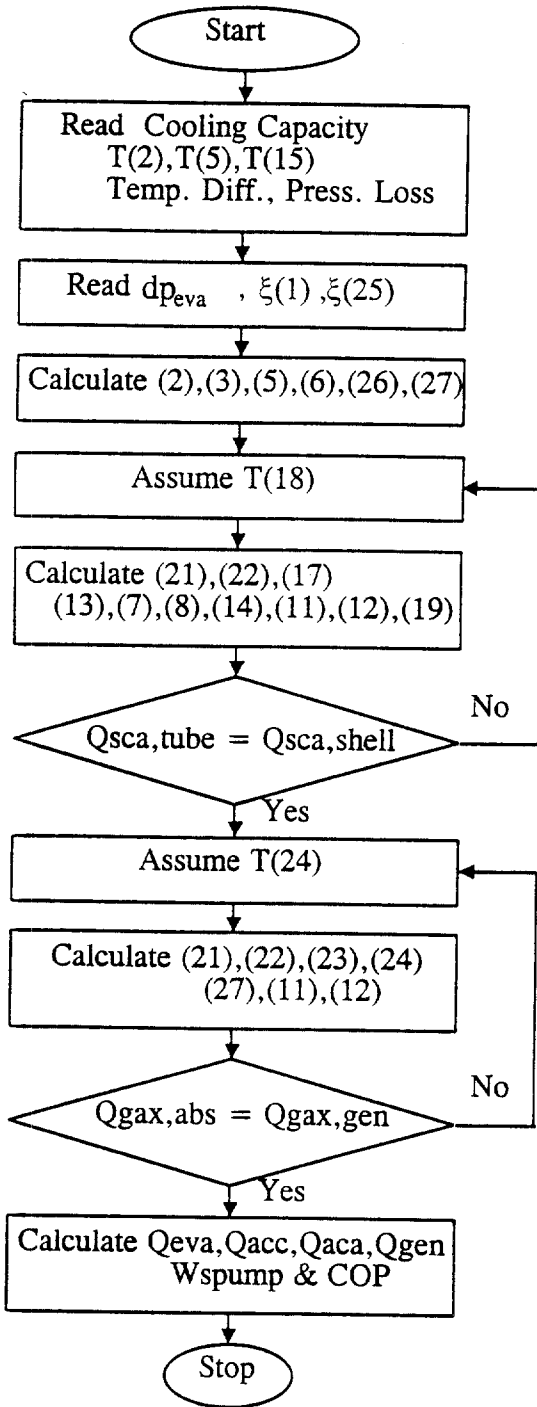 Start
Read Cooling Capacity
T(2),T(5),T(15)
Temp. Diff., Press. Loss
Read dpeva , ξ(1) ,ξ(25)
Calculate (2),(3),(5),(6),(26),(27)
Assume T(18)
Calculate (21),(22),(17)
(13),(7),(8),(14),(11),(12),(19)
Qsca,tube = Qsca,shell
No
Yes
Assume T(24)
Calculate (21),(22),(23),(24)
(27),(11),(12)
Qgax,abs = Qgax,gen
No
Yes
Calculate Qeva,Qacc,Qaca,Qgen
Wspump & COP
Stop